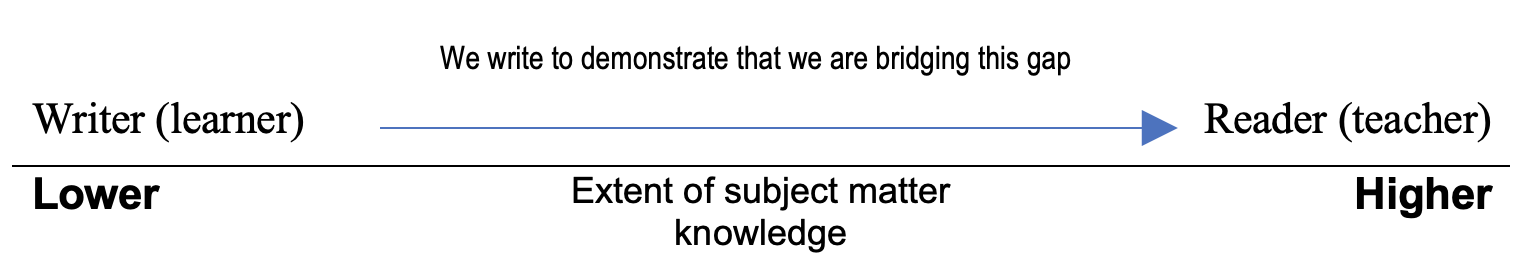 We write to demonstrate that we are bridging this gap
Writer (learner) Reader (teacher)
Lower Extent of subject matter Higher
knowledge